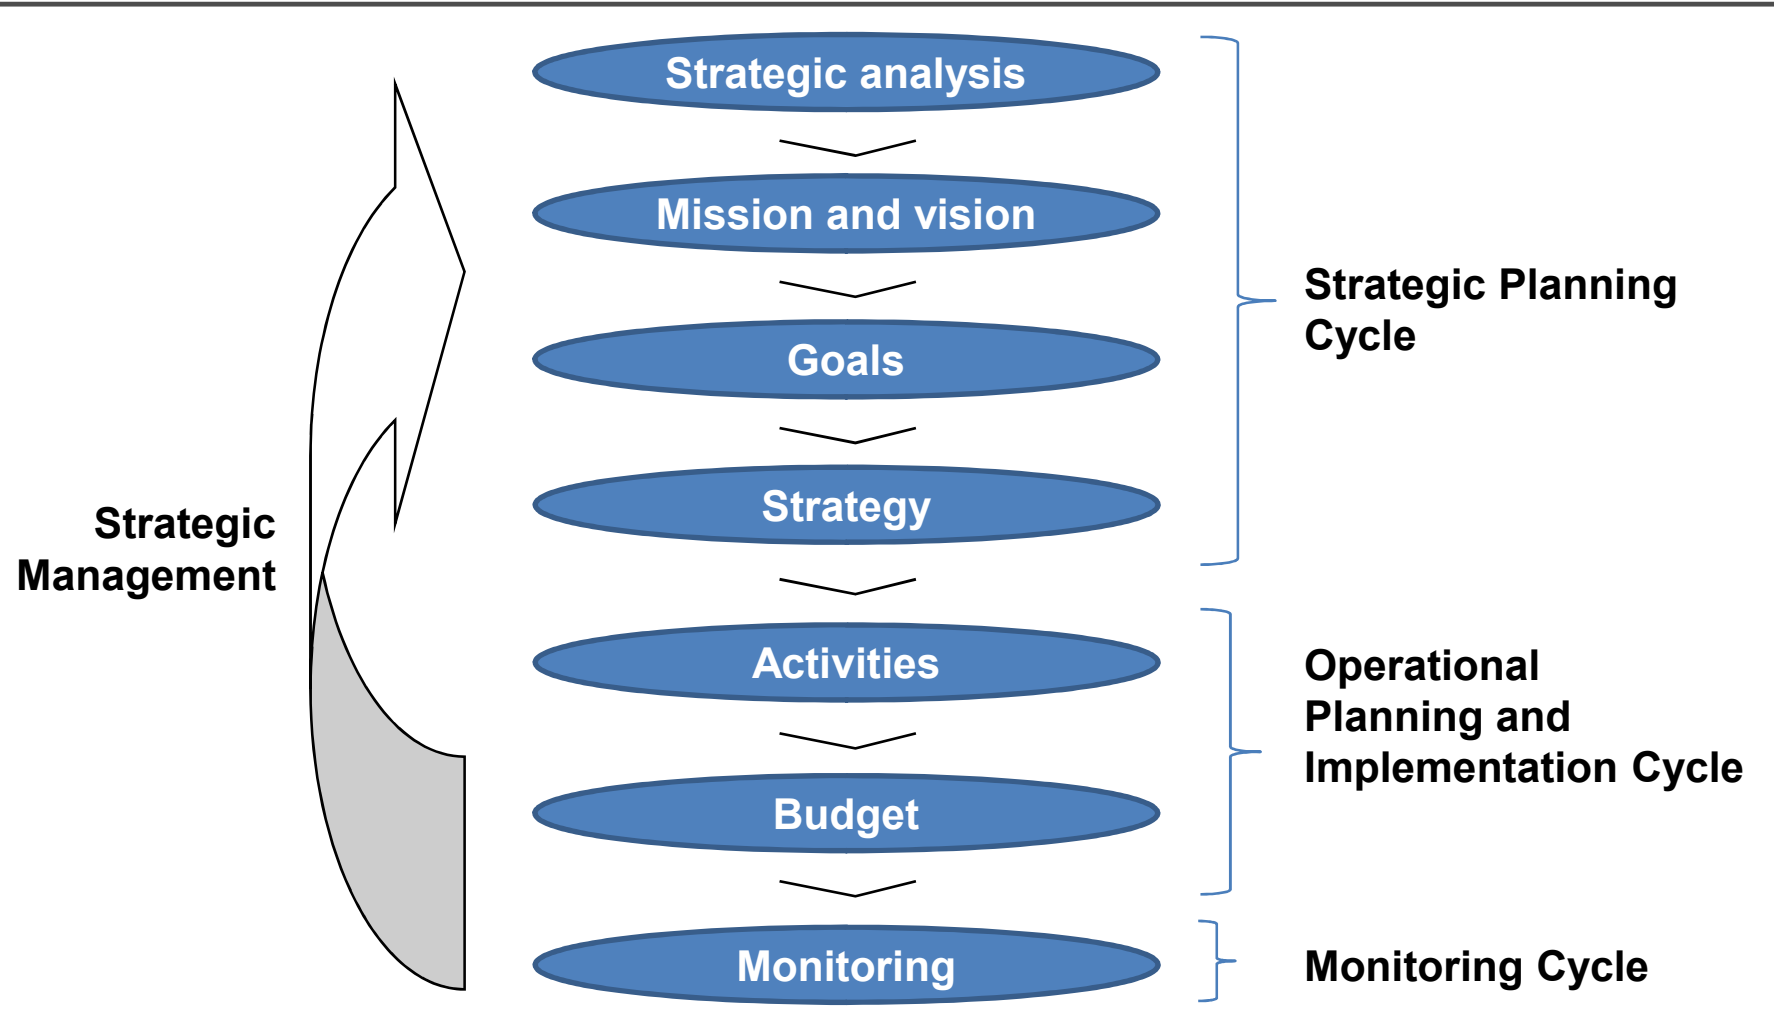 Strategic analysis
Mission and vision
Goals
Strategy
Activities
Budget
Monitoring
Strategic
Management
Strategic Planning
Cycle
Operational
Planning and
Implementation Cycle
Monitoring Cycle